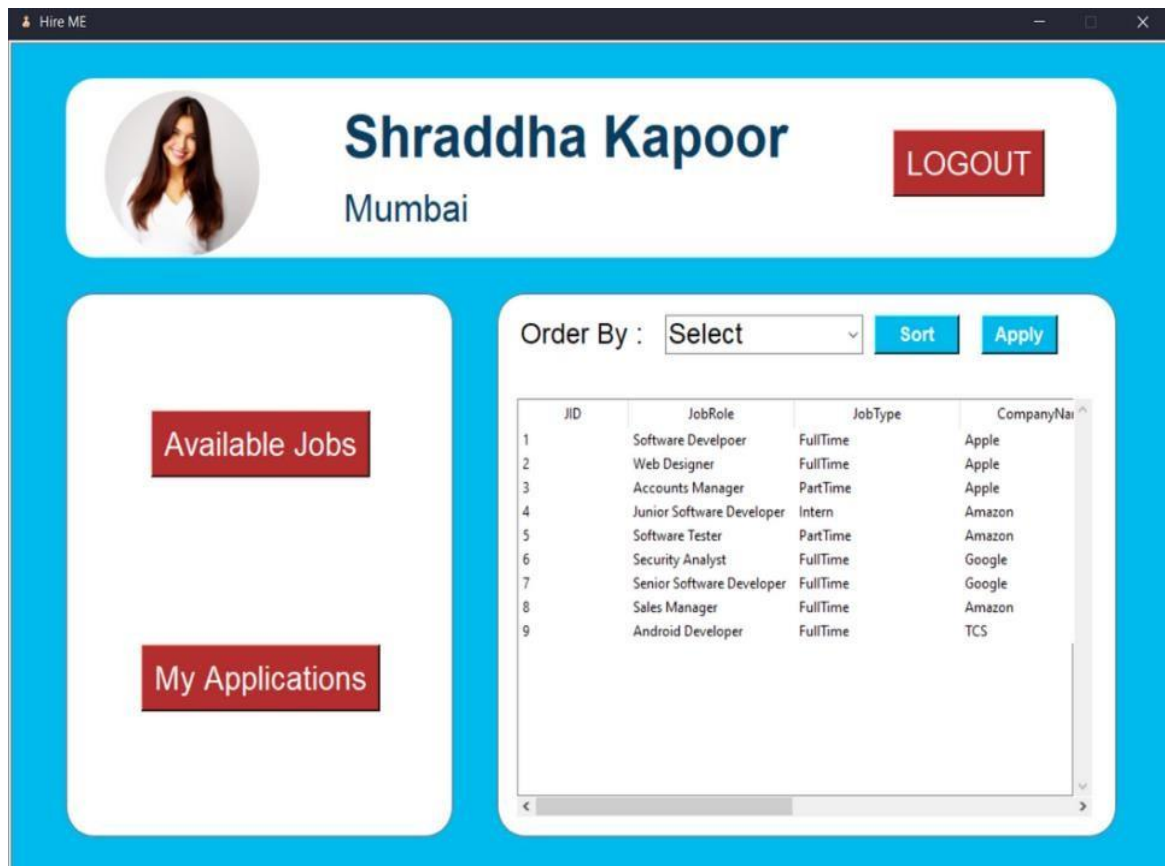 Hire ME
Shraddha Kapoor
Mumbai
LOGOUT
Available Jobs
My Applications
Order By : Select Sort Apply
JID JobRole JobType CompanyNa
1 Software Develpoer FullTime Apple
2 Web Designer FullTime Apple
3 Accounts Manager PartTime Apple
4 Junior Software Developer Intern Amazon
5 Software Tester PartTime Amazon
6 Security Analyst FullTime Google
7 Senior Software Developer FullTime Google
8 Sales Manager FullTime Amazon
9 Android Developer FullTime TCS